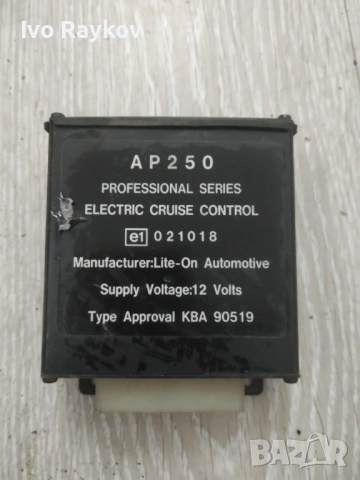 Ivo Raykov
AP250
PROFESSIONAL SERIES
ELECTRIC CRUISE CONTROL
e1 021018
Manufacturer:Lite-On Automotive
Supply Voltage:12 Volts
Type Approval KBA 90519
BAZAR
bg